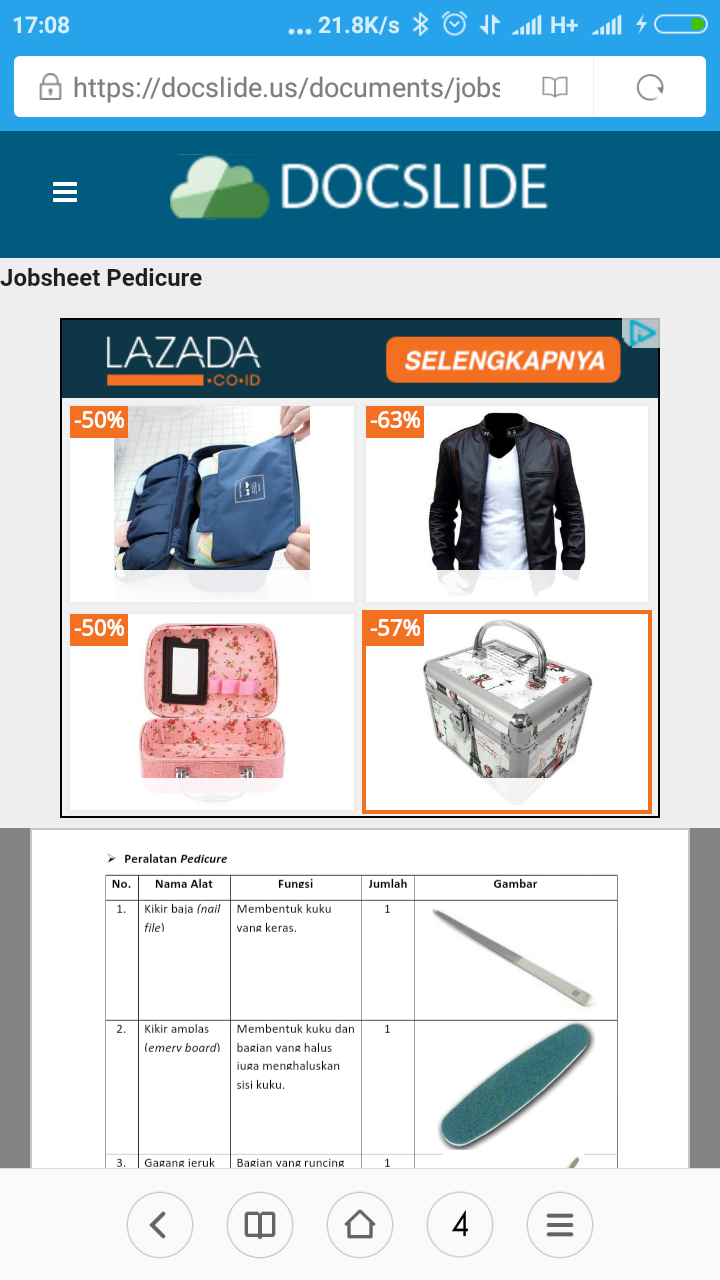 17:08
... 21.8K/s H+
https://docslide.us/documents/jobs
DOCSLIDE
Jobsheet Pedicure
LAZADA
.CO.ID
SELENGKAPNYA
-50%
-63%
-50%
-57%
➢ Peralatan Pedicure
No. Nama Alat Fungsi Jumlah Gambar
1. Kikir baja (nail Membentuk kuku 1
file) yang keras.
2. Kikir amplas Membentuk kuku dan 1
(emery board) bagian yang halus
juga menghaluskan
sisi kuku.
3. Gagang jeruk Bagian yang runcing 1
4